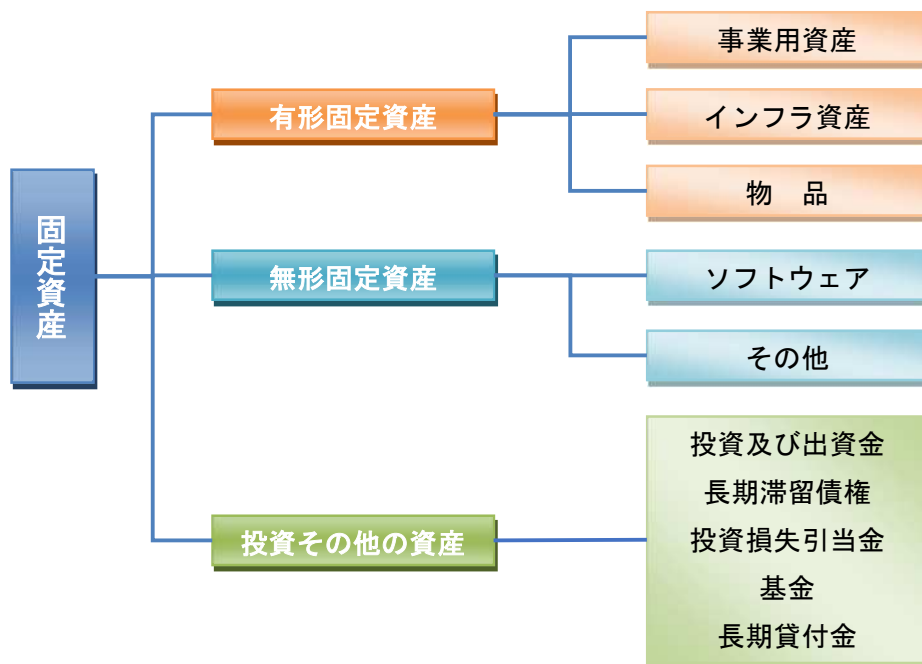 固定資産
有形固定資産
事業用資産
インフラ資産
物　品
無形固定資産
ソフトウェア
その他
投資その他の資産
投資及び出資金
長期滞留債権
投資損失引当金
基金
長期貸付金